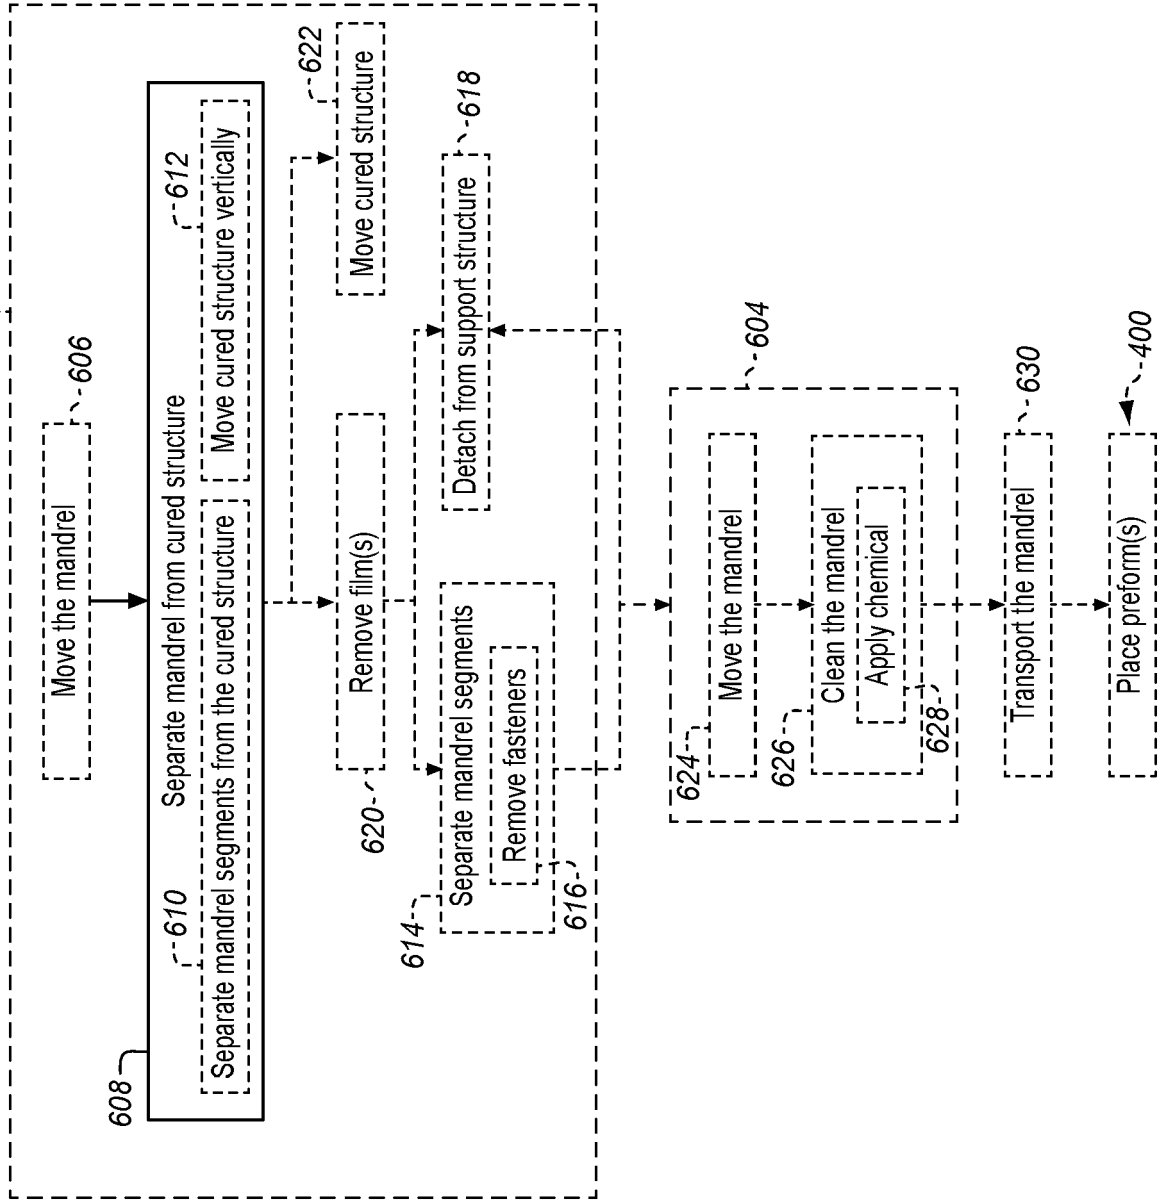 Move the mandrel
606
608
Separate mandrel from cured structure
610
Separate mandrel segments from the cured structure
612
Move cured structure vertically
620
Remove film(s)
622
Move cured structure
614
Separate mandrel segments
Remove fasteners
616
Detach from support structure
618
604
624
Move the mandrel
626
Clean the mandrel
Apply chemical
628
Transport the mandrel
630
Place preform(s)
400